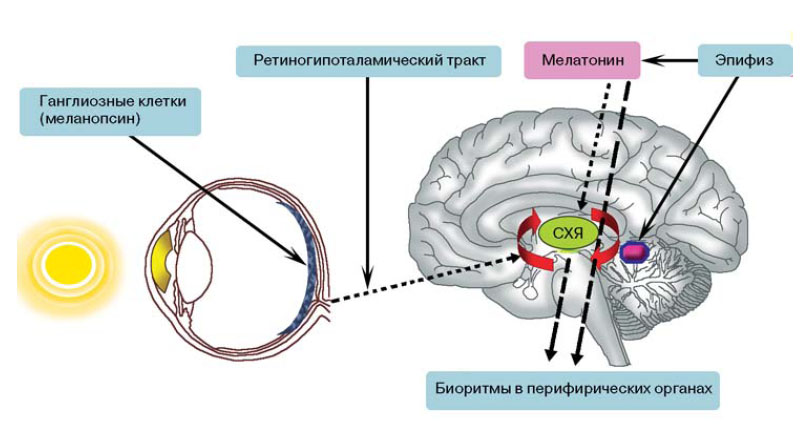 Ретиногипоталамический тракт
Мелатонин
Эпифиз
Ганглиозные клетки
(меланопсин)
СХЯ
Биоритмы в перифирических органах